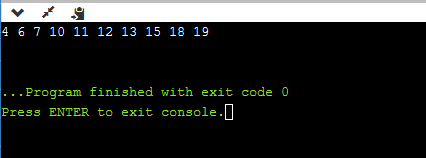 4 6 7 10 11 12 13 15 18 19
...Program finished with exit code 0
Press ENTER to exit console.